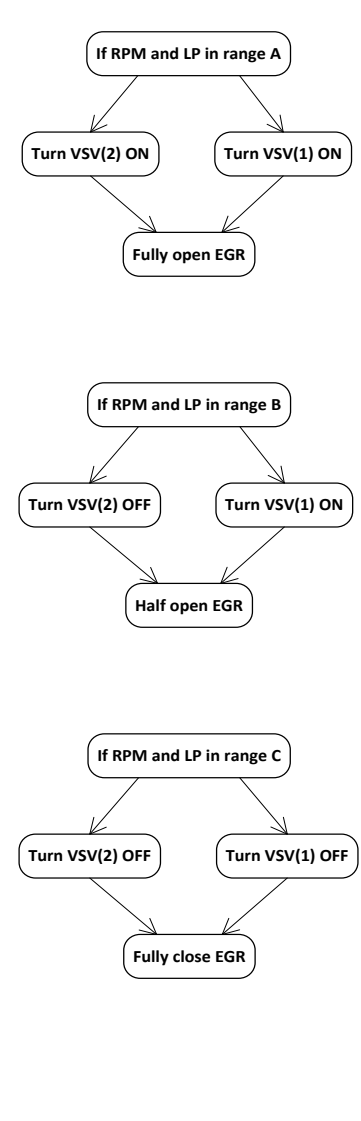 If RPM and LP in range A
Turn VSV(2) ON
Turn VSV(1) ON
Fully open EGR
If RPM and LP in range B
Turn VSV(2) OFF
Turn VSV(1) ON
Half open EGR
If RPM and LP in range C
Turn VSV(2) OFF
Turn VSV(1) OFF
Fully close EGR